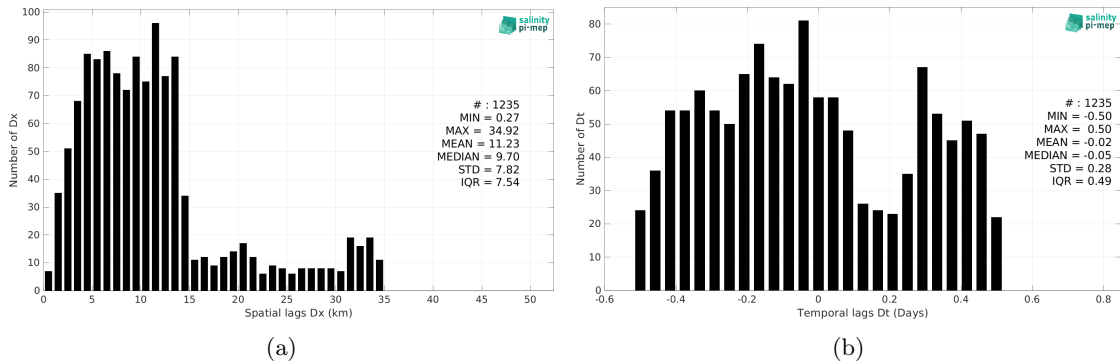 100
90
80
70
60
50
40
30
20
10
0
0
5
10
15
20
25
30
35
40
45
50
Number of Dx
Spatial lags Dx (km)
salinity
pi-mep
# : 1235
MIN = 0.27
MAX = 34.92
MEAN = 11.23
MEDIAN = 9.70
STD = 7.82
IQR = 7.54
(a)
80
70
60
50
40
30
20
10
0
-0.6
-0.4
-0.2
0
0.2
0.4
0.6
0.8
Number of Dt
Temporal lags Dt (Days)
salinity
pi-mep
# : 1235
MIN = -0.50
MAX = 0.50
MEAN = -0.02
MEDIAN = -0.05
STD = 0.28
IQR = 0.49
(b)